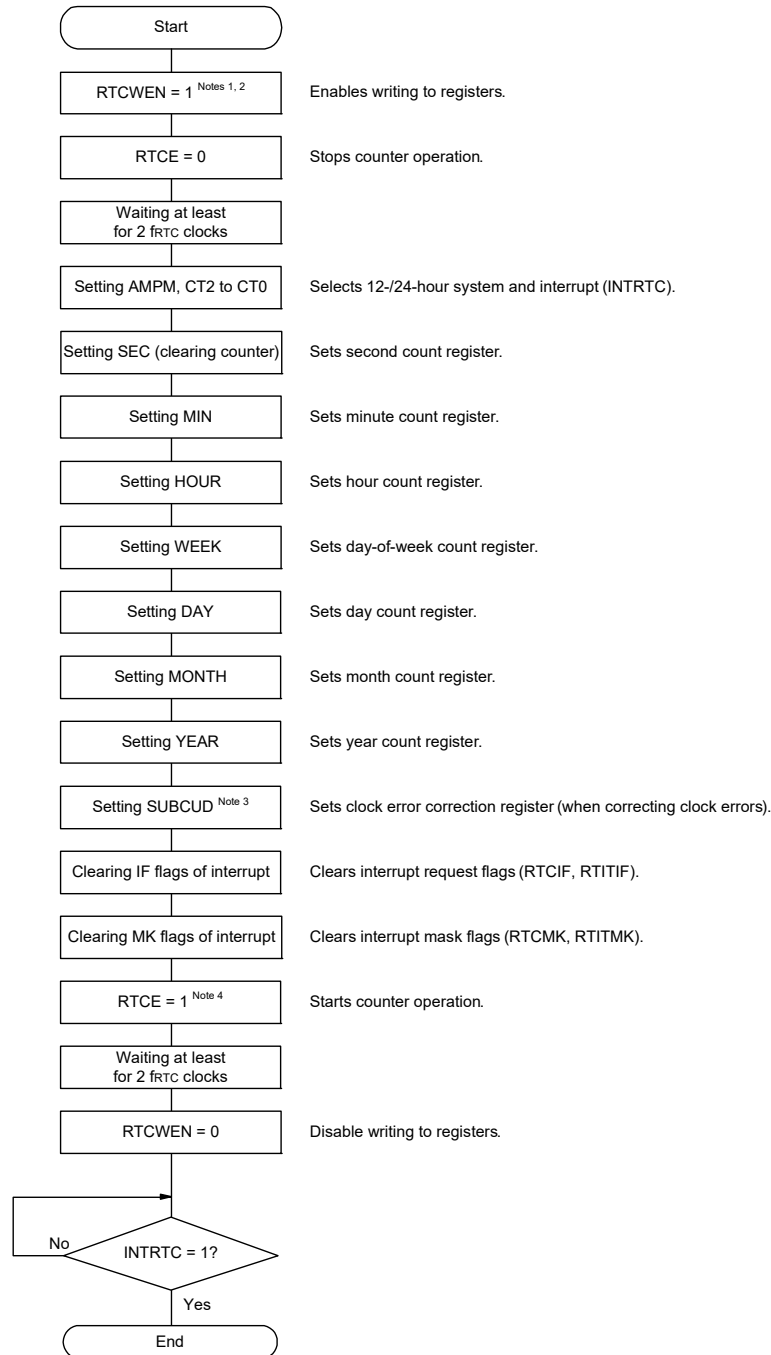 Start
RTCWEN = 1 Notes 1, 2
Enables writing to registers.
RTCE = 0
Stops counter operation.
Waiting at least
for 2 fRTC clocks
Setting AMPM, CT2 to CT0
Selects 12-/24-hour system and interrupt (INTRTC).
Setting SEC (clearing counter)
Sets second count register.
Setting MIN
Sets minute count register.
Setting HOUR
Sets hour count register.
Setting WEEK
Sets day-of-week count register.
Setting DAY
Sets day count register.
Setting MONTH
Sets month count register.
Setting YEAR
Sets year count register.
Setting SUBCUD Note 3
Sets clock error correction register (when correcting clock errors).
Clearing IF flags of interrupt
Clears interrupt request flags (RTCIF, RTITIF).
Clearing MK flags of interrupt
Clears interrupt mask flags (RTCMK, RTITMK).
RTCE = 1 Note 4
Starts counter operation.
Waiting at least
for 2 fRTC clocks
RTCWEN = 0
Disable writing to registers.
No
INTRTC = 1?
Yes
End